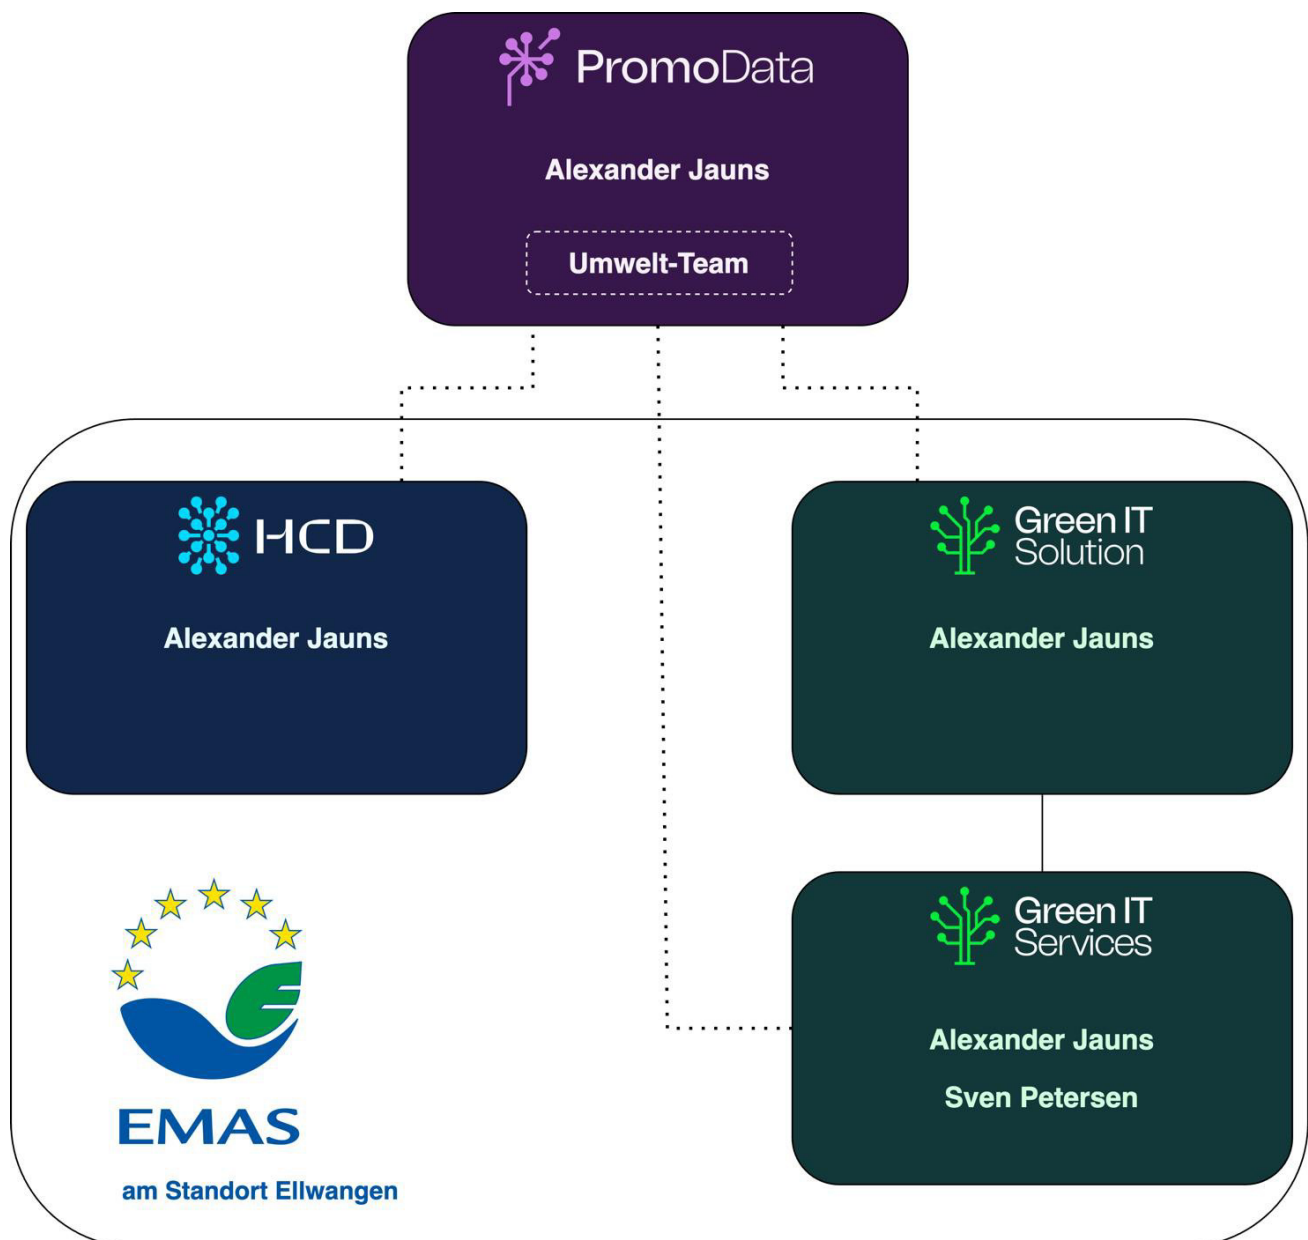 PromoData
Alexander Jauns
Umwelt-Team
HCD
Alexander Jauns
Green IT
Solution
Alexander Jauns
Green IT
Services
Alexander Jauns
Sven Petersen
EMAS
am Standort Ellwangen